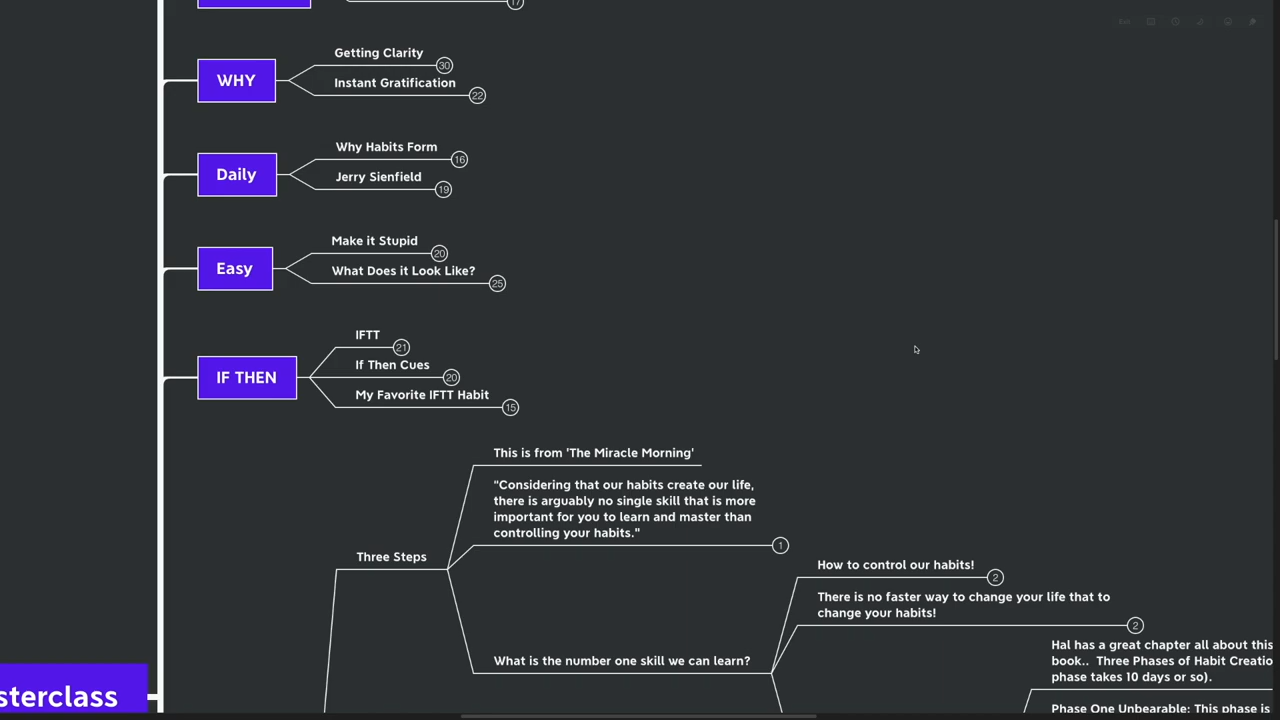 17
WHY
Getting Clarity
30
Instant Gratification
22
Daily
Why Habits Form
16
Jerry Sienfield
19
Easy
Make it Stupid
20
What Does it Look Like?
25
IF THEN
IFTT
21
If Then Cues
20
My Favorite IFTT Habit
15
Three Steps
This is from 'The Miracle Morning'
"Considering that our habits create our life,
there is arguably no single skill that is more
important for you to learn and master than
controlling your habits."
1
What is the number one skill we can learn?
How to control our habits!
2
There is no faster way to change your life that to
change your habits!
2
Hal has a great chapter all about this
book.. Three Phases of Habit Creatio
phase takes 10 days or so).
Phase One Unbearable: This phase is
sterclass